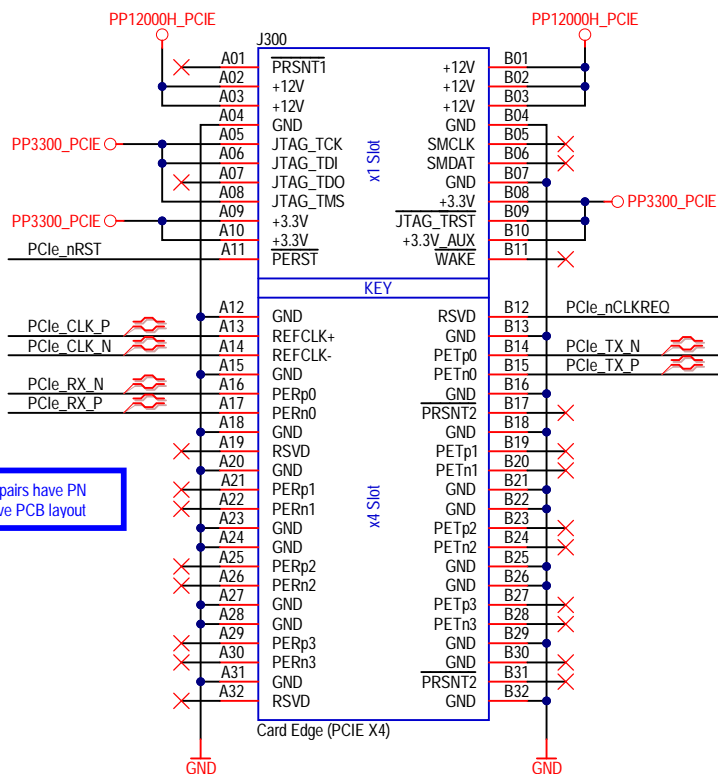 PP12000H_PCIE PP12000H_PCIE
J300
A01 PRSNT1 +12V B01
A02 +12V +12V B02
A03 +12V +12V B03
A04 GND GND B04
PP3300_PCIE A05 JTAG_TCK SMCLK B05
A06 JTAG_TDI SMDAT B06
A07 JTAG_TDO GND B07
A08 JTAG_TMS +3.3V B08 PP3300_PCIE
PP3300_PCIE A09 +3.3V JTAG_TRST B09
A10 +3.3V +3.3V_AUX B10
PCIe_nRST A11 PERST WAKE B11
x1 Slot
KEY
A12 GND RSVD B12 PCIe_nCLKREQ
PCIe_CLK_P A13 REFCLK+ GND B13
PCIe_CLK_N A14 REFCLK- PETp0 B14 PCIe_TX_N
A15 GND PETn0 B15 PCIe_TX_P
PCIe_RX_N A16 PERp0 GND B16
PCIe_RX_P A17 PERn0 PRSNT2 B17
A18 GND GND B18
A19 RSVD PETp1 B19
A20 GND PETn1 B20
A21 PERp1 GND B21
A22 PERn1 GND B22
A23 GND PETp2 B23
A24 GND PETn2 B24
A25 PERp2 GND B25
A26 PERn2 GND B26
A27 GND PETp3 B27
A28 GND PETn3 B28
A29 PERp3 GND B29
A30 PERn3 GND B30
A31 GND PRSNT2 B31
A32 RSVD GND B32
x4 Slot
pairs have PN
ve PCB layout
Card Edge (PCIE X4)
GND GND